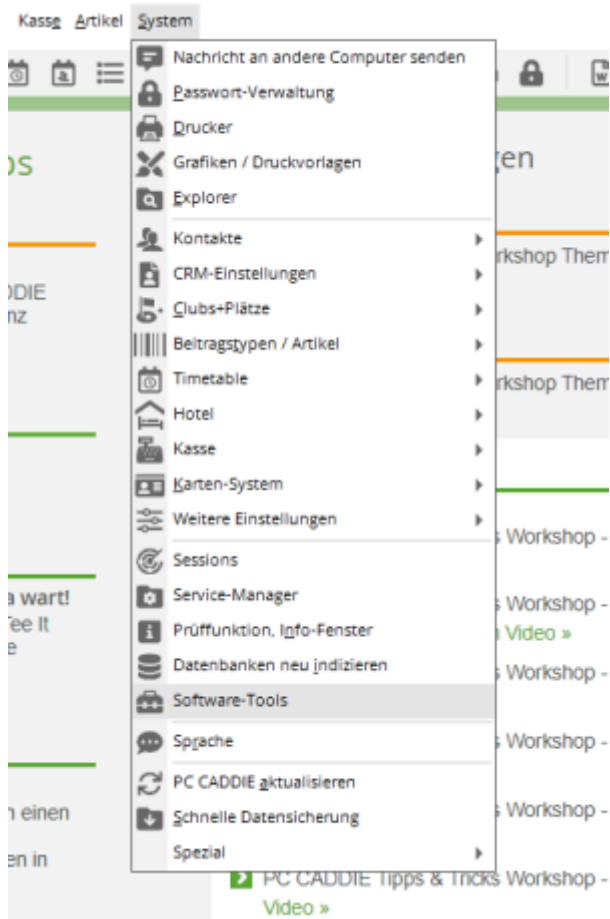 Kasse Artikel System
Nachricht an andere Computer senden
Passwort-Verwaltung
Drucker
Grafiken / Druckvorlagen
Explorer
Kontakte
CRM-Einstellungen
Clubs+Plätze
Beitragstypen / Artikel
Timetable
Hotel
Kasse
Karten-System
Weitere Einstellungen
Sessions
Service-Manager
Prüffunktion, Info-Fenster
Datenbanken neu indizieren
Software-Tools
Sprache
PC CADDIE aktualisieren
Schnelle Datensicherung
Spezial
os
DDIE
nz
a wart!
Tee It
e
n einen
en in
gen
rkshop Them
rkshop Them
s Workshop -
s Workshop -
n Video »
s Workshop -
s Workshop -
s Workshop -
s Workshop -
PC CADDIE Tipps & Tricks Workshop -
Video »